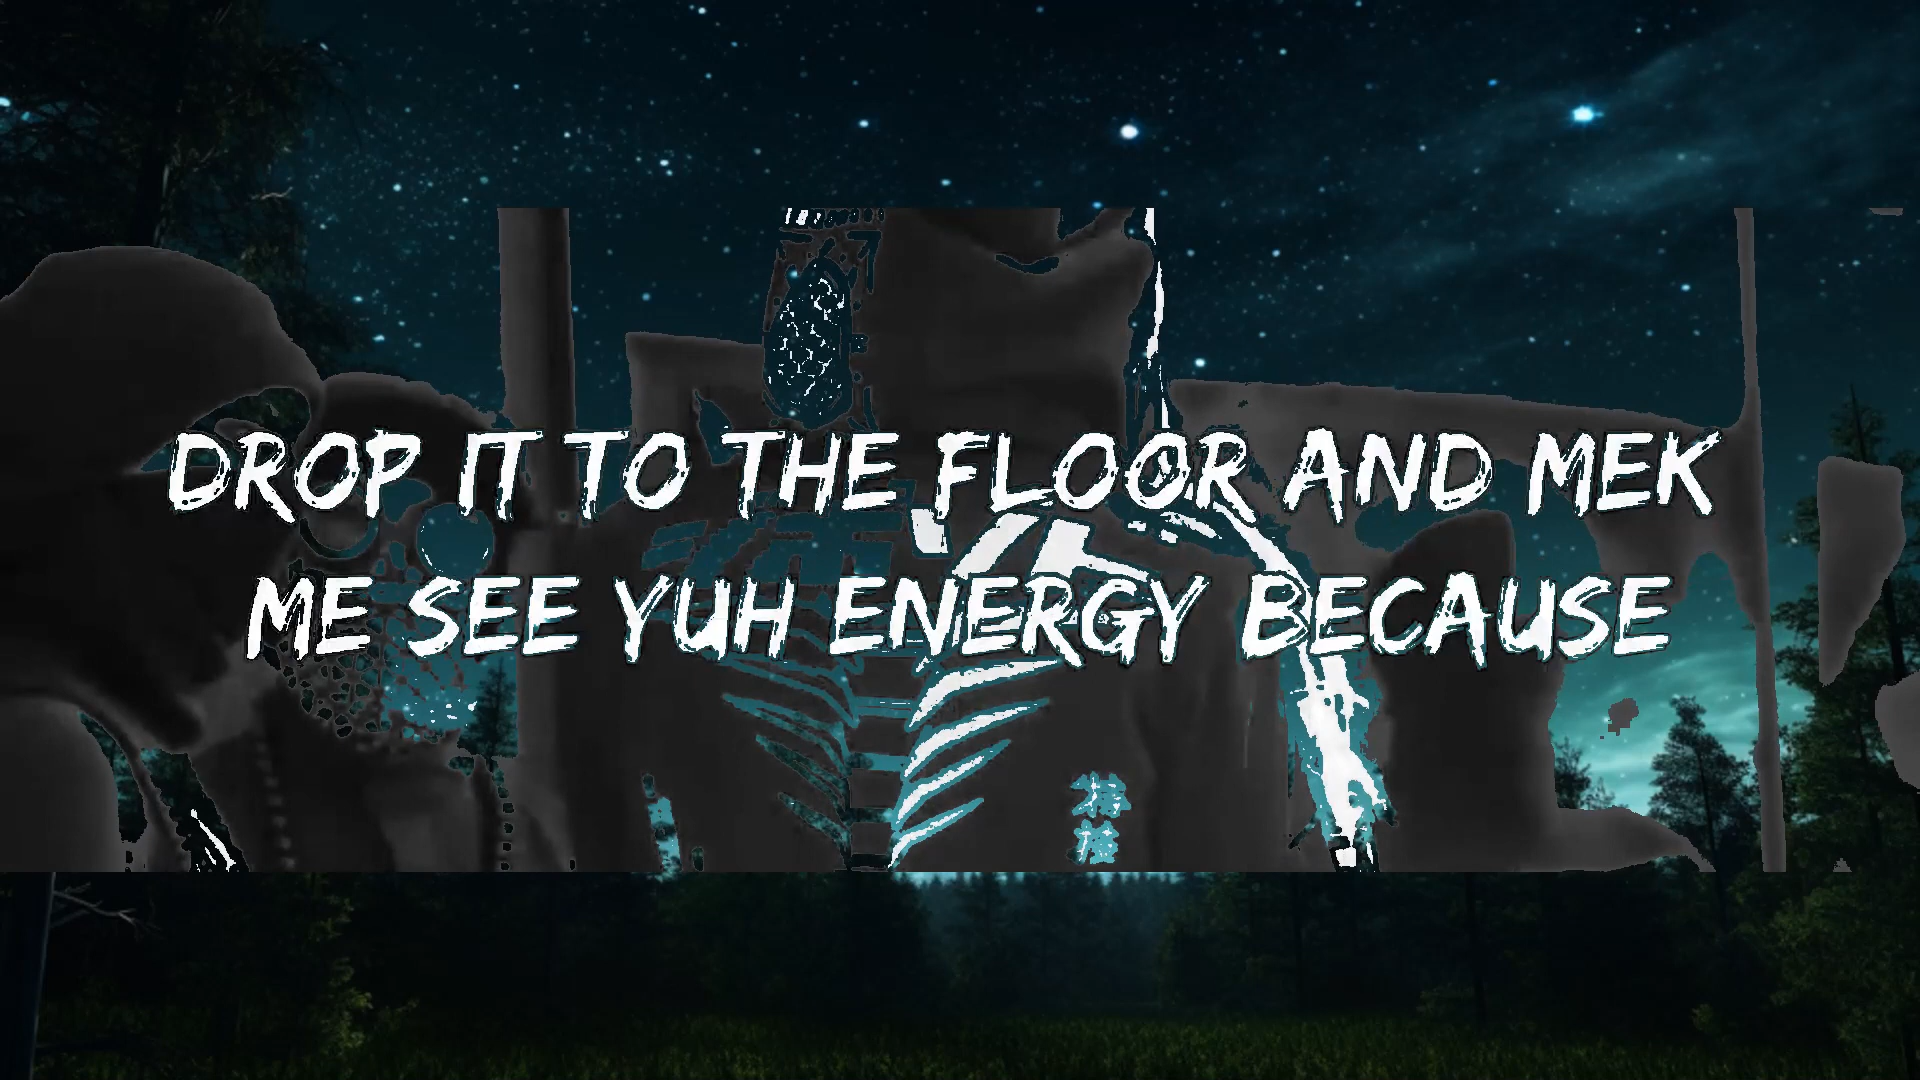 DROP IT TO THE FLOOR AND MEK
ME SEE YUH ENERGY BECAUSE